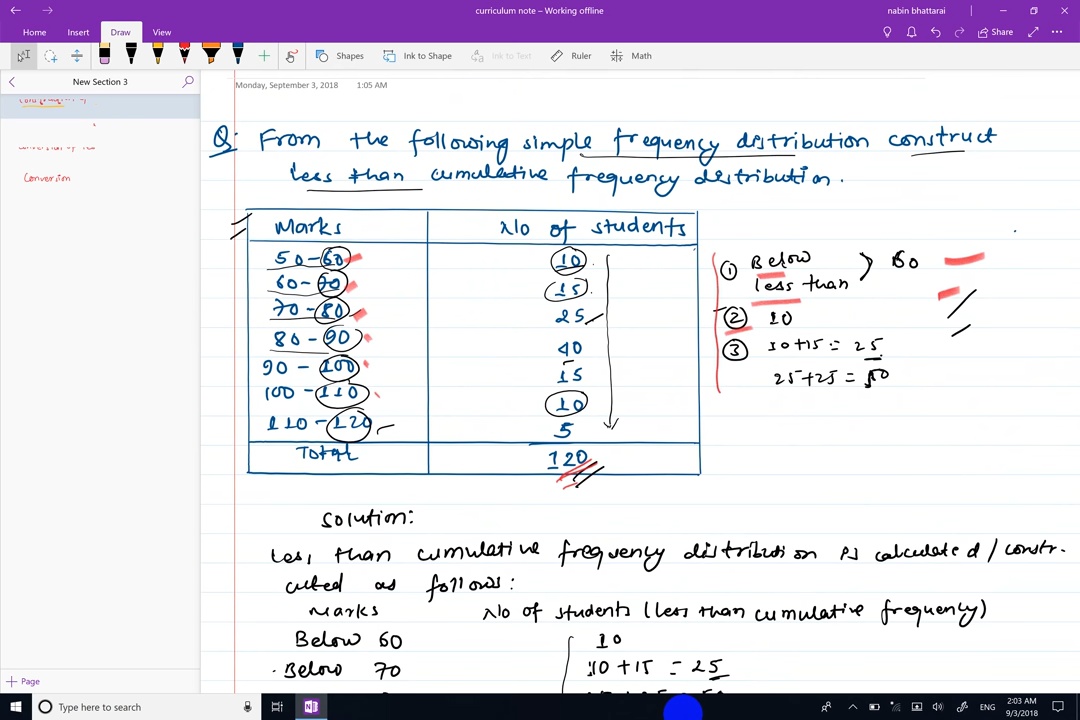 curriculum note – Working offline
nabin bhattarai
Home Insert Draw View
Share
Shapes Ink to Shape Ink to Text Ruler Math
New Section 3
Conversion
Monday, September 3, 2018 1:05 AM
Q: From the following simple frequency distribution construct
less than cumulative frequency distribution.
Marks No of students
50-60 10
60-70 15
70-80 25
80-90 40
90-100 15
100-110 10
110-120 5
Total 120
① Below
less than } 60
② 10
③ 10+15 = 25
25+25 = 50
Solution:
Less than cumulative frequency distribution is calculated/constr-
ucted as follows:
Marks No of students (less than cumulative frequency)
Below 60 10
Below 70 10+15 = 25
+ Page
Type here to search
2:03 AM
9/3/2018